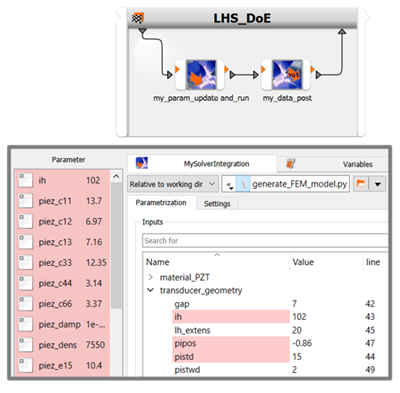 LHS_DoE
my_param_update and_run
my_data_post
Parameter
ih 102
piez_c11 13.7
piez_c12 6.97
piez_c13 7.16
piez_c33 12.35
piez_c44 3.14
piez_c66 3.37
piez_damp 1e-...
piez_dens 7550
piez_e15 10.4
MySolverIntegration Variables
Relative to working dir \ generate_FEM_model.py
Parametrization Settings
Inputs
Search for
Name Value line
material_PZT
transducer_geometry
gap 7 42
ih 102 43
lh_extens 20 45
pipos -0.86 47
pistd 15 44
pistwd 2 49